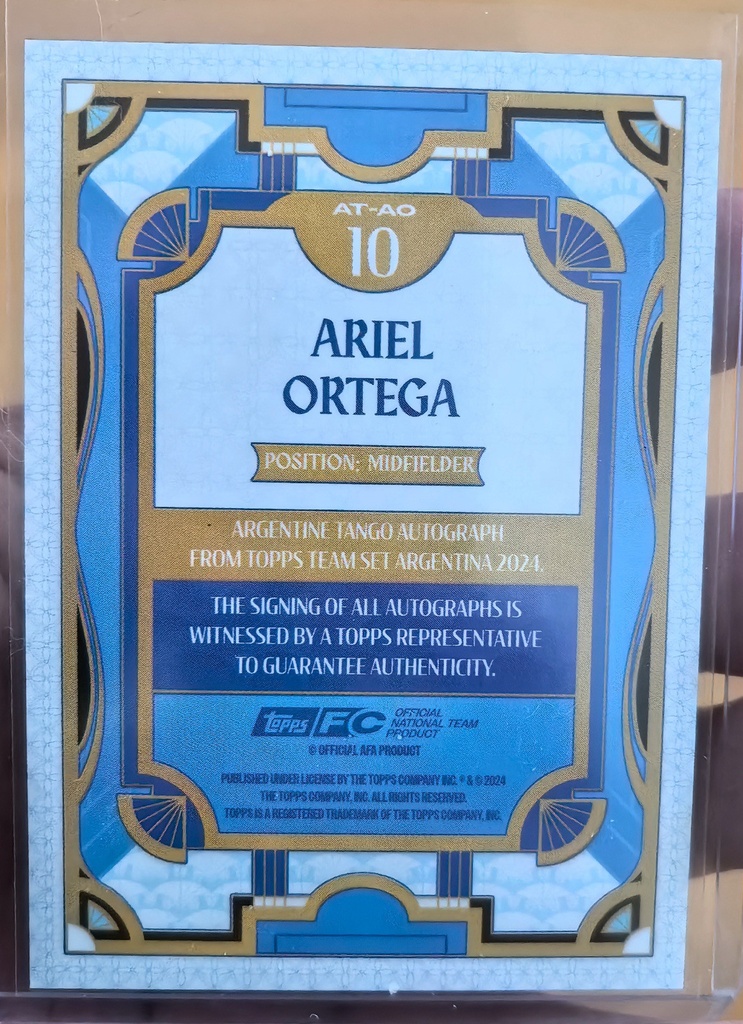 AT-AO
10
ARIEL
ORTEGA
POSITION: MIDFIELDER
ARGENTINE TANGO AUTOGRAPH
FROM TOPPS TEAM SET ARGENTINA 2024.
THE SIGNING OF ALL AUTOGRAPHS IS
WITNESSED BY A TOPPS REPRESENTATIVE
TO GUARANTEE AUTHENTICITY.
topps FC OFFICIAL
NATIONAL TEAM
PRODUCT
© OFFICIAL AFA PRODUCT
PUBLISHED UNDER LICENSE BY THE TOPPS COMPANY INC. ® & © 2024
THE TOPPS COMPANY, INC. ALL RIGHTS RESERVED.
TOPPS IS A REGISTERED TRADEMARK OF THE TOPPS COMPANY, INC.